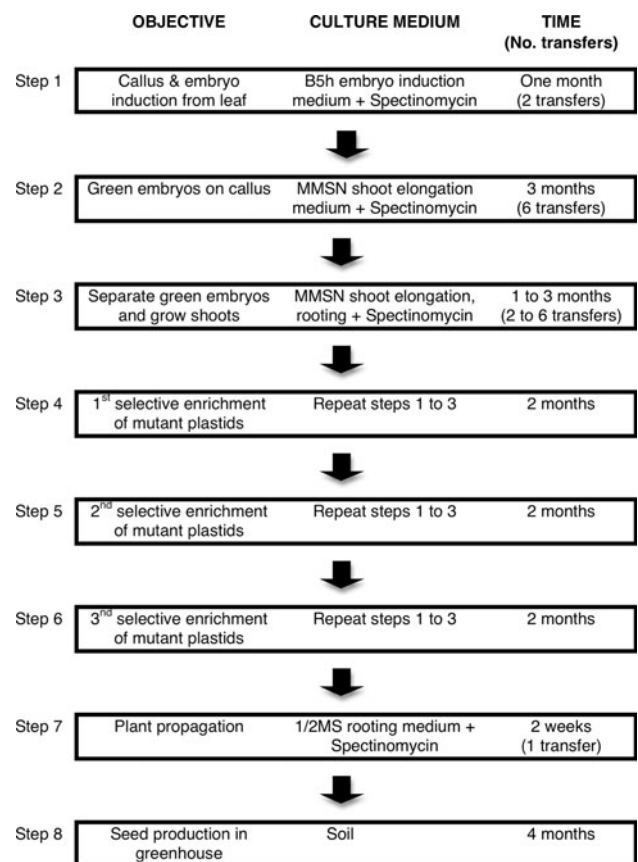 OBJECTIVE CULTURE MEDIUM TIME
(No. transfers)
Step 1 Callus & embryo B5h embryo induction One month
induction from leaf medium + Spectinomycin (2 transfers)
Step 2 Green embryos on callus MMSN shoot elongation 3 months
medium + Spectinomycin (6 transfers)
Step 3 Separate green embryos MMSN shoot elongation, 1 to 3 months
and grow shoots rooting + Spectinomycin (2 to 6 transfers)
Step 4 1st selective enrichment Repeat steps 1 to 3 2 months
of mutant plastids
Step 5 2nd selective enrichment Repeat steps 1 to 3 2 months
of mutant plastids
Step 6 3nd selective enrichment Repeat steps 1 to 3 2 months
of mutant plastids
Step 7 Plant propagation 1/2MS rooting medium + 2 weeks
Spectinomycin (1 transfer)
Step 8 Seed production in Soil 4 months
greenhouse